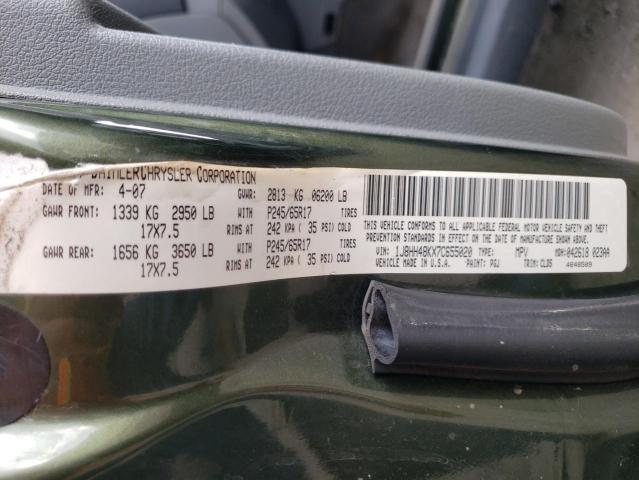 DAIMLERCHRYSLER CORPORATION
DATE OF MFR: 4-07 GVWR: 2813 KG 06200 LB
GAWR FRONT: 1339 KG 2950 LB WITH P245/65R17 TIRES
17X7.5 RIMS AT 242 KPA ( 35 PSI) COLD
GAWR REAR: 1656 KG 3650 LB WITH P245/65R17 TIRES
17X7.5 RIMS AT 242 KPA ( 35 PSI) COLD
THIS VEHICLE CONFORMS TO ALL APPLICABLE FEDERAL MOTOR VEHICLE SAFETY AND THEFT
PREVENTION STANDARDS IN EFFECT ON THE DATE OF MANUFACTURE SHOWN ABOVE.
VIN: 1J8HH48KX7C655020 TYPE: MPV MDH: 042618 023AA
VEHICLE MADE IN U.S.A. PAINT: PGJ TRIM: CLDS 4648509